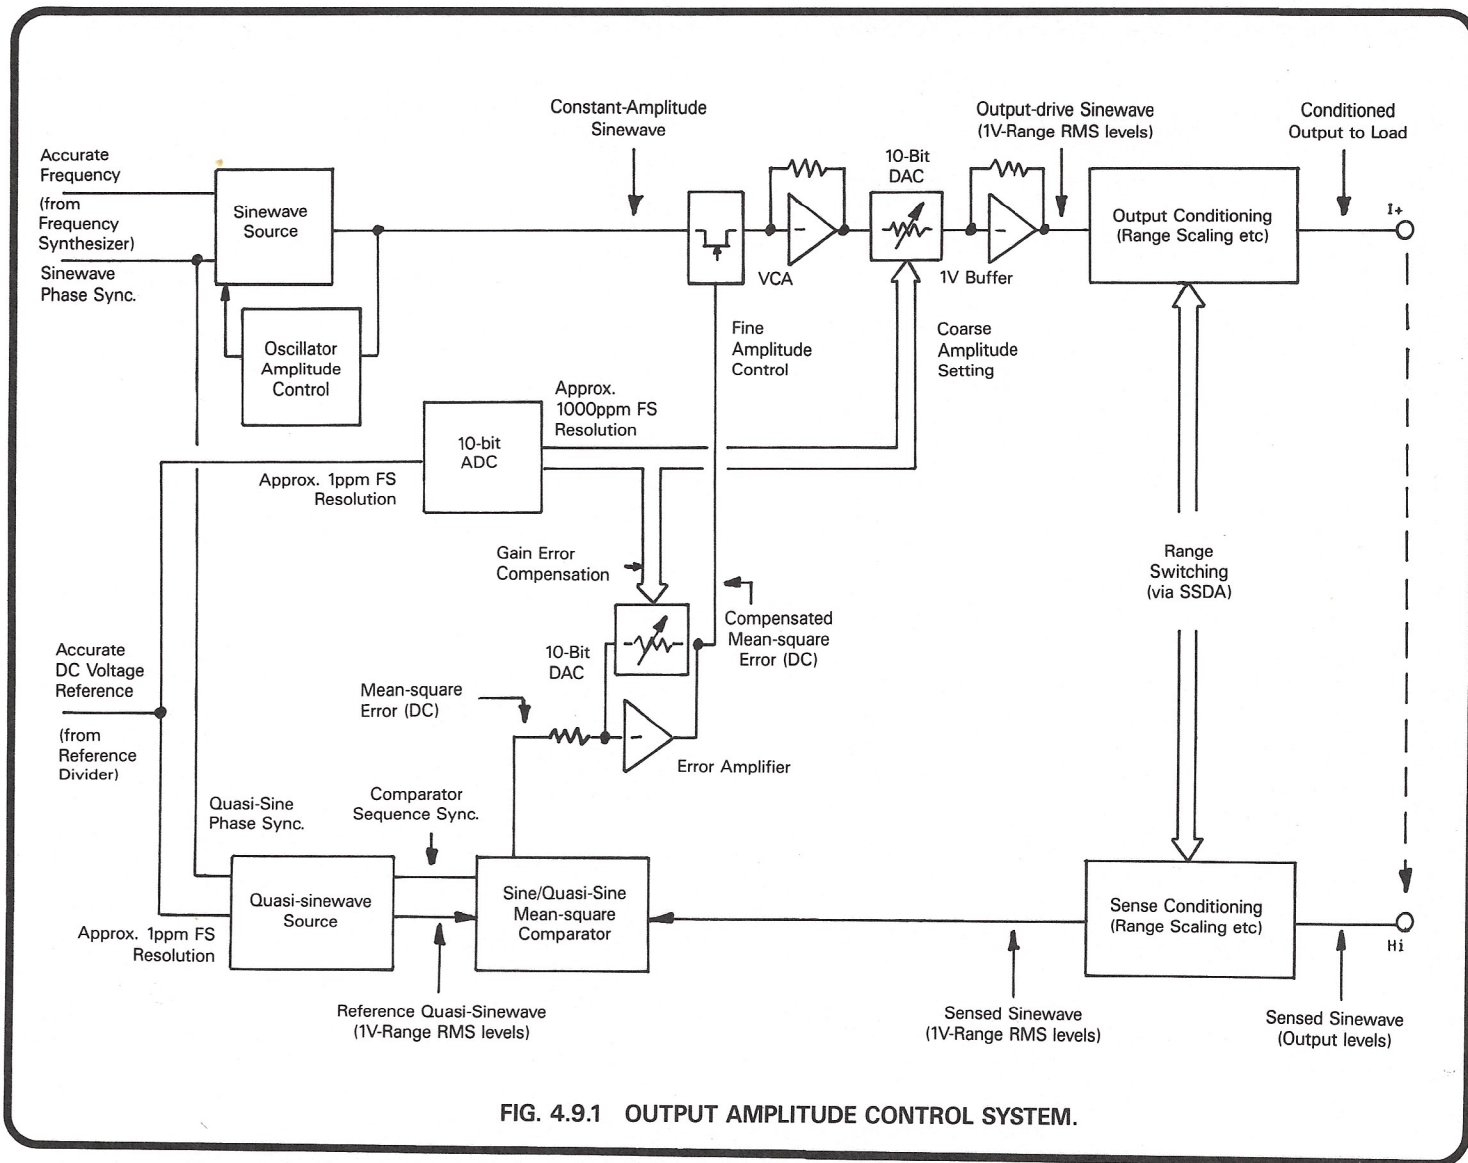 Constant-Amplitude
Sinewave
Output-drive Sinewave
(1V-Range RMS levels)
Conditioned
Output to Load
Accurate
Frequency
(from
Frequency
Synthesizer)
Sinewave
Phase Sync.
Sinewave
Source
10-Bit
DAC
-
-
VCA
1V Buffer
Output Conditioning
(Range Scaling etc)
I+
Oscillator
Amplitude
Control
Fine
Amplitude
Control
Coarse
Amplitude
Setting
Approx.
1000ppm FS
Resolution
10-bit
ADC
Approx. 1ppm FS
Resolution
Gain Error
Compensation
Range
Switching
(via SSDA)
Compensated
Mean-square
Error (DC)
10-Bit
DAC
Accurate
DC Voltage
Reference
(from
Reference
Divider)
Mean-square
Error (DC)
-
Error Amplifier
Quasi-Sine
Phase Sync.
Comparator
Sequence Sync.
Quasi-sinewave
Source
Sine/Quasi-Sine
Mean-square
Comparator
Sense Conditioning
(Range Scaling etc)
Hi
Approx. 1ppm FS
Resolution
Reference Quasi-Sinewave
(1V-Range RMS levels)
Sensed Sinewave
(1V-Range RMS levels)
Sensed Sinewave
(Output levels)
FIG. 4.9.1 OUTPUT AMPLITUDE CONTROL SYSTEM.